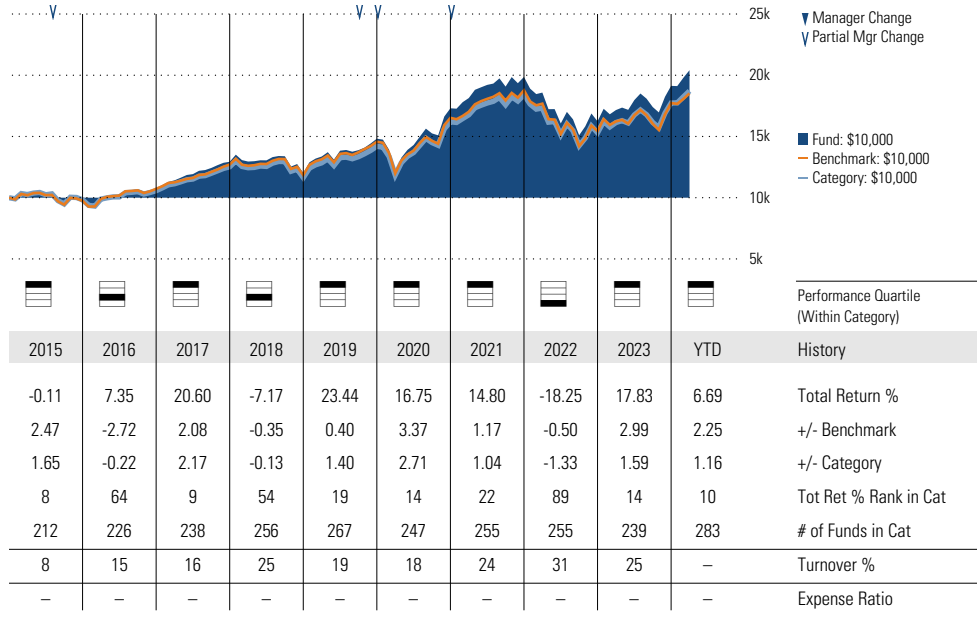 25k
▼ Manager Change
∨ Partial Mgr Change
20k
15k
Fund: $10,000
Benchmark: $10,000
Category: $10,000
10k
5k
Performance Quartile
(Within Category)
2015 2016 2017 2018 2019 2020 2021 2022 2023 YTD History
-0.11 7.35 20.60 -7.17 23.44 16.75 14.80 -18.25 17.83 6.69 Total Return %
2.47 -2.72 2.08 -0.35 0.40 3.37 1.17 -0.50 2.99 2.25 +/- Benchmark
1.65 -0.22 2.17 -0.13 1.40 2.71 1.04 -1.33 1.59 1.16 +/- Category
8 64 9 54 19 14 22 89 14 10 Tot Ret % Rank in Cat
212 226 238 256 267 247 255 255 239 283 # of Funds in Cat
8 15 16 25 19 18 24 31 25 – Turnover %
– – – – – – – – – – Expense Ratio